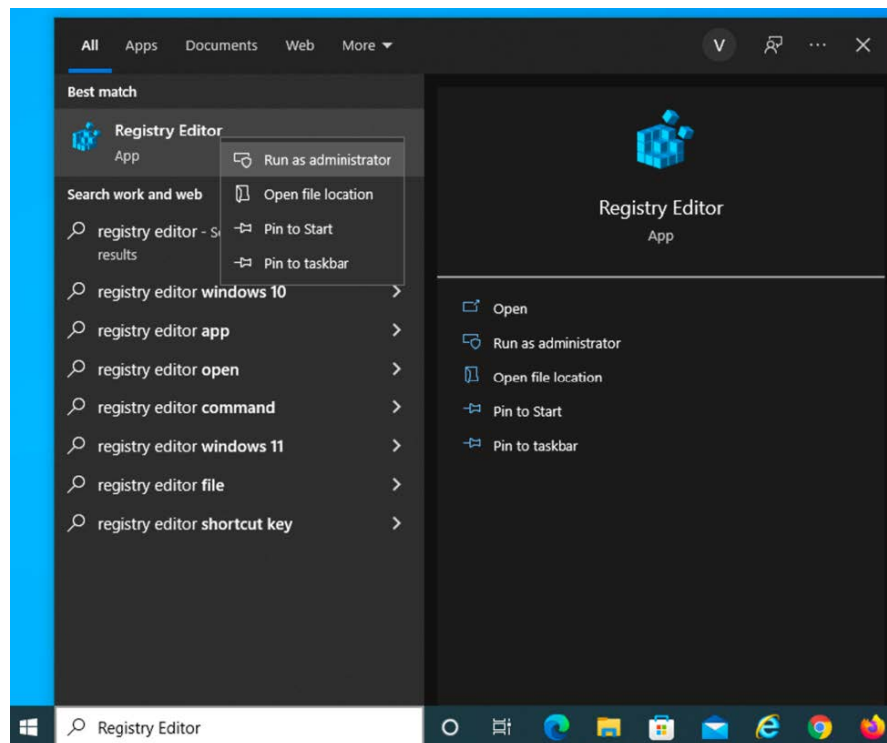 All Apps Documents Web More V
Best match
Registry Editor
App
Run as administrator
Open file location
Pin to Start
Pin to taskbar
Search work and web
registry editor - S
results
registry editor windows 10
registry editor app
registry editor open
registry editor command
registry editor windows 11
registry editor file
registry editor shortcut key
Registry Editor
App
Open
Run as administrator
Open file location
Pin to Start
Pin to taskbar
Registry Editor